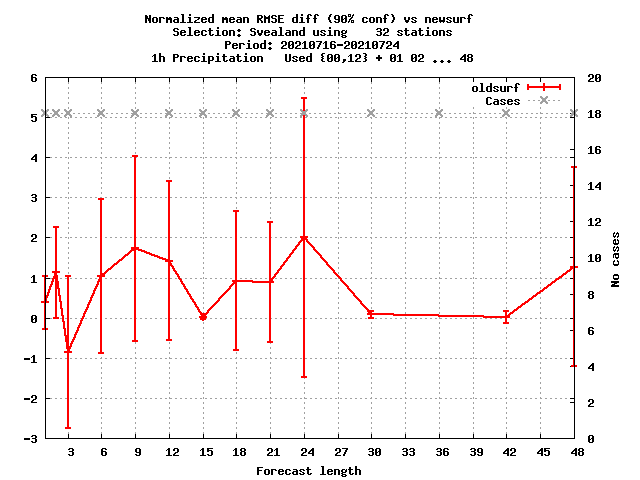 Normalized mean RMSE diff (90% conf) vs newsurf
Selection: Svealand using    32 stations
Period: 20210716-20210724
1h Precipitation   Used {00,12} + 01 02 ... 48
oldsurf
Cases
6
5
4
3
2
1
0
-1
-2
-3
20
18
16
14
12
10
8
6
4
2
0
No cases
3 6 9 12 15 18 21 24 27 30 33 36 39 42 45 48
Forecast length